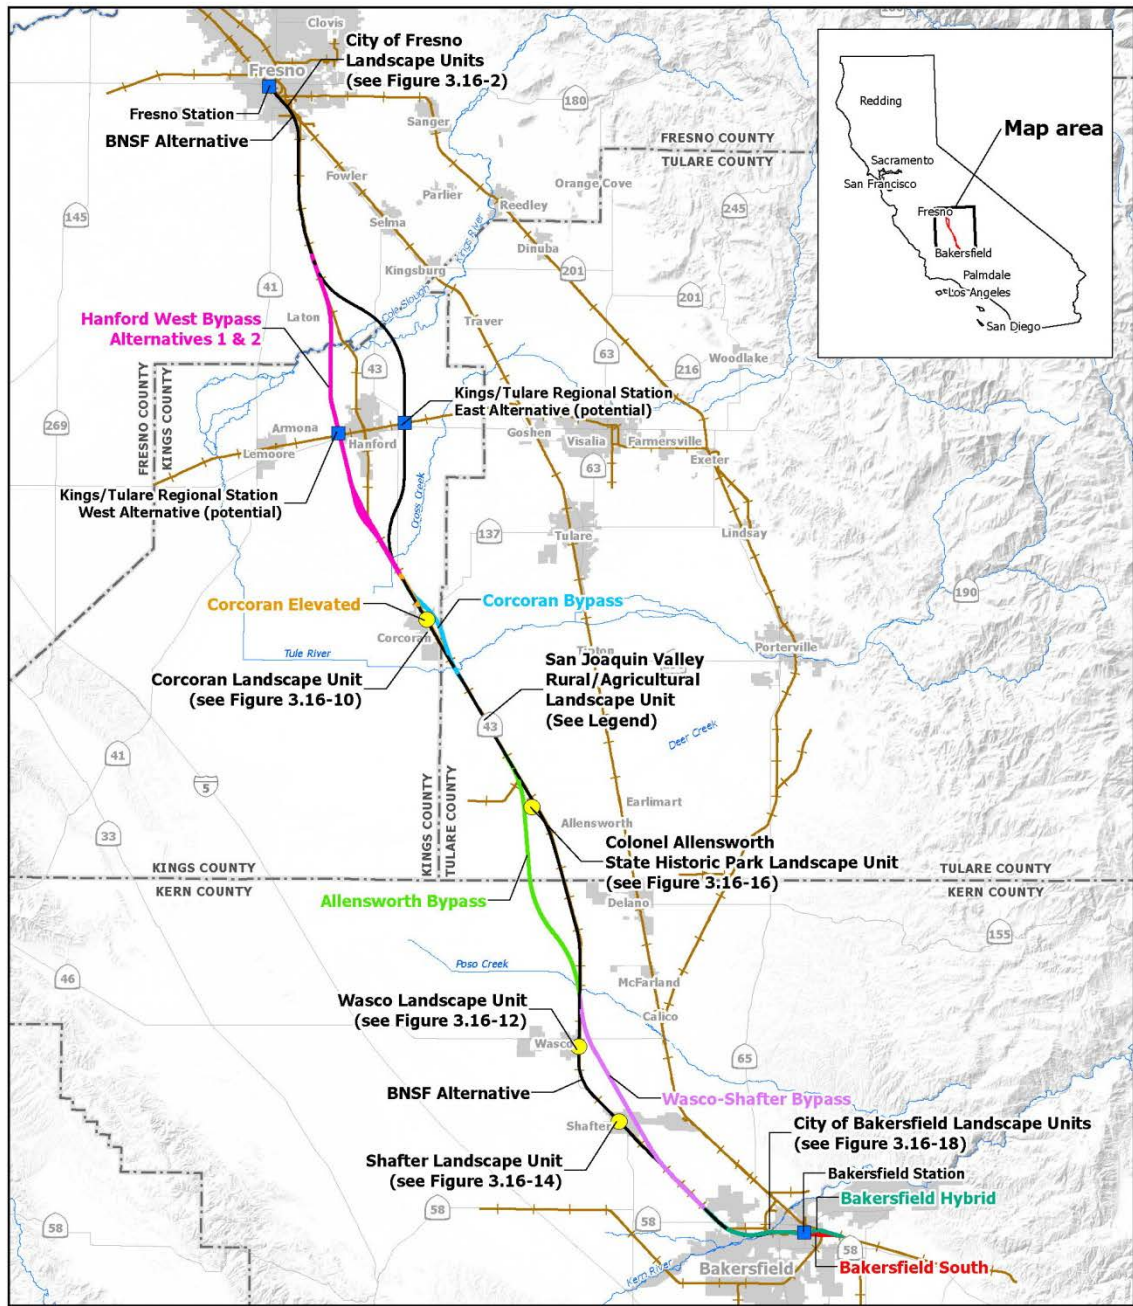 Clovis
City of Fresno
Landscape Units
(see Figure 3.16-2)
Fresno
Fresno Station
BNSF Alternative
180
Sanger
FRESNO COUNTY
TULARE COUNTY
Fowler
Parlier
Orange Cove
Reedley
145
Selma
245
Kings River
Dinuba
Kingsburg
201
41
Cole Slough
Laton
Hanford West Bypass
Alternatives 1 & 2
Traver
201
63
Woodlake
216
43
FRESNO COUNTY
KINGS COUNTY
Kings/Tulare Regional Station
East Alternative (potential)
269
Armona
Hanford
Lemoore
Goshen
Visalia
Farmersville
63
Exeter
Kings/Tulare Regional Station
West Alternative (potential)
Cross Creek
137
Tulare
Lindsay
Corcoran Elevated
Corcoran Bypass
190
Corcoran
Tule River
Tipton
Porterville
Corcoran Landscape Unit
(see Figure 3.16-10)
San Joaquin Valley
Rural/Agricultural
Landscape Unit
(See Legend)
43
Deer Creek
41
5
KINGS COUNTY
TULARE COUNTY
Earlimart
33
Allensworth
Colonel Allensworth
State Historic Park Landscape Unit
(see Figure 3.16-16)
KINGS COUNTY
KERN COUNTY
TULARE COUNTY
KERN COUNTY
Allensworth Bypass
Delano
155
Poso Creek
46
McFarland
Wasco Landscape Unit
(see Figure 3.16-12)
Calico
Wasco
65
BNSF Alternative
Wasco-Shafter Bypass
Shafter
City of Bakersfield Landscape Units
(see Figure 3.16-18)
Shafter Landscape Unit
(see Figure 3.16-14)
Bakersfield Station
Bakersfield Hybrid
58
58
58
58
Kern River
Bakersfield
Bakersfield South
Redding
Map area
Sacramento
San Francisco
Fresno
Bakersfield
Palmdale
Los Angeles
San Diego